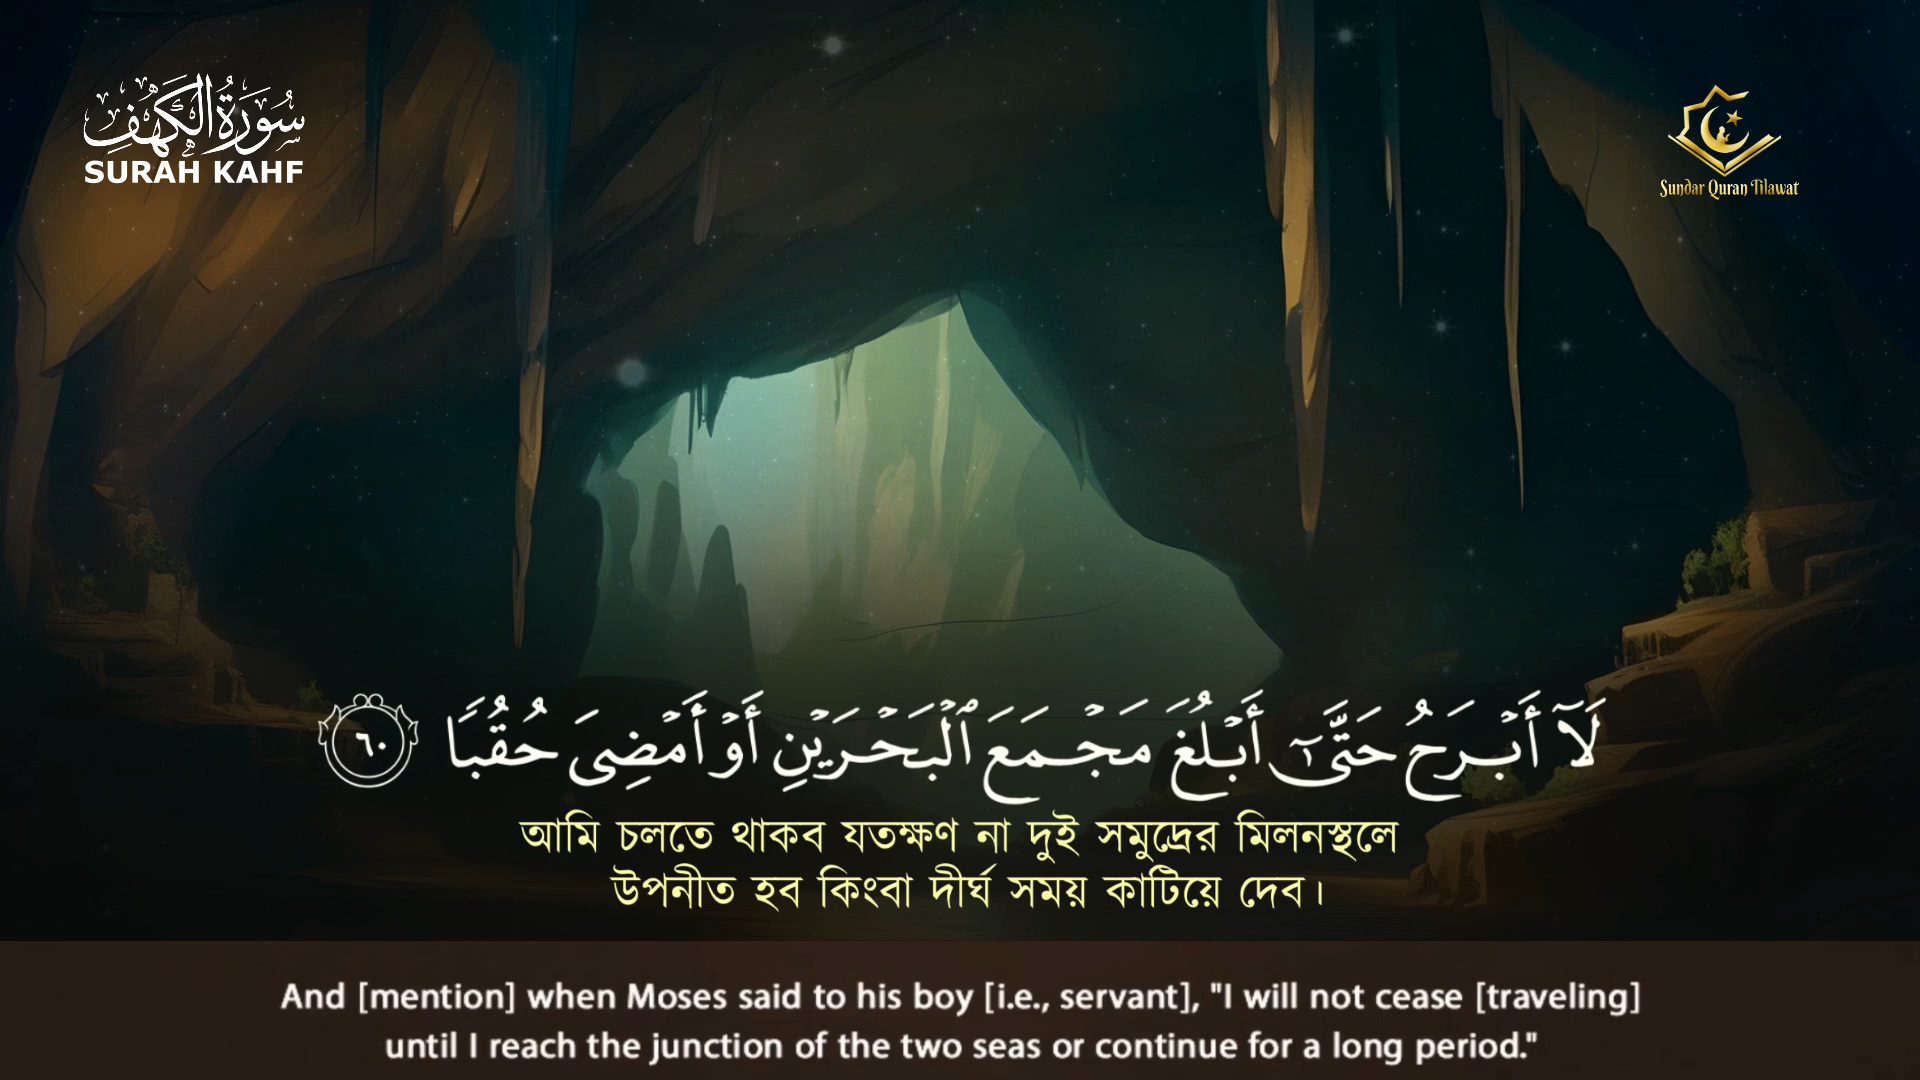 سُورَةُ الْكَهْفِ
SURAH KAHF
Sundar Quran Tilawat
لَآ أَبۡرَحُ حَتَّىٰٓ أَبۡلُغَ مَجۡمَعَ ٱلۡبَحۡرَيۡنِ أَوۡ أَمۡضِىَ حُقُبًا ٦٠
আমি চলতে থাকব যতক্ষণ না দুই সমুদ্রের মিলনস্থলে
উপনীত হব কিংবা দীর্ঘ সময় কাটিয়ে দেব।
And [mention] when Moses said to his boy [i.e., servant], "I will not cease [traveling]
until I reach the junction of the two seas or continue for a long period."